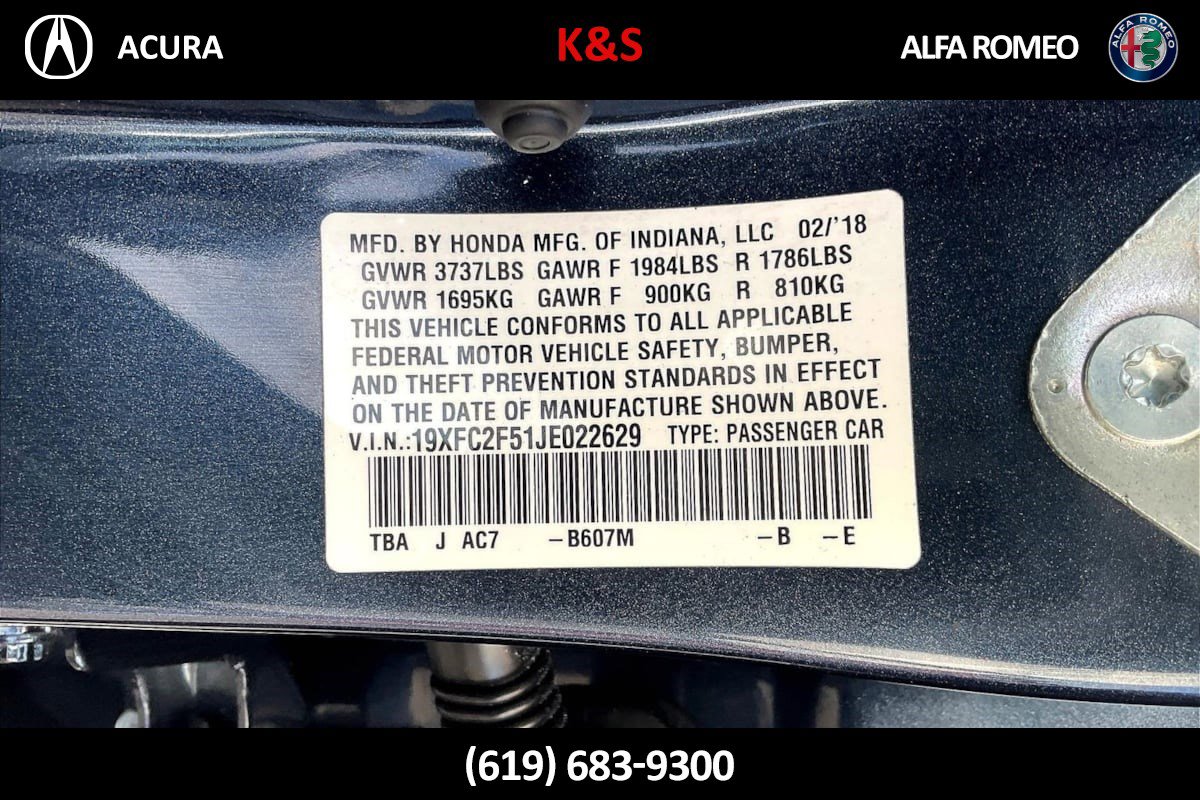 ACURA
K&S
ALFA ROMEO
ALFA ROMEO
MFD. BY HONDA MFG. OF INDIANA, LLC 02/'18
GVWR 3737LBS GAWR F 1984LBS R 1786LBS
GVWR 1695KG GAWR F 900KG R 810KG
THIS VEHICLE CONFORMS TO ALL APPLICABLE
FEDERAL MOTOR VEHICLE SAFETY, BUMPER,
AND THEFT PREVENTION STANDARDS IN EFFECT
ON THE DATE OF MANUFACTURE SHOWN ABOVE.
V.I.N.:19XFC2F51JE022629 TYPE: PASSENGER CAR
TBA J AC7 -B607M -B -E
(619) 683-9300